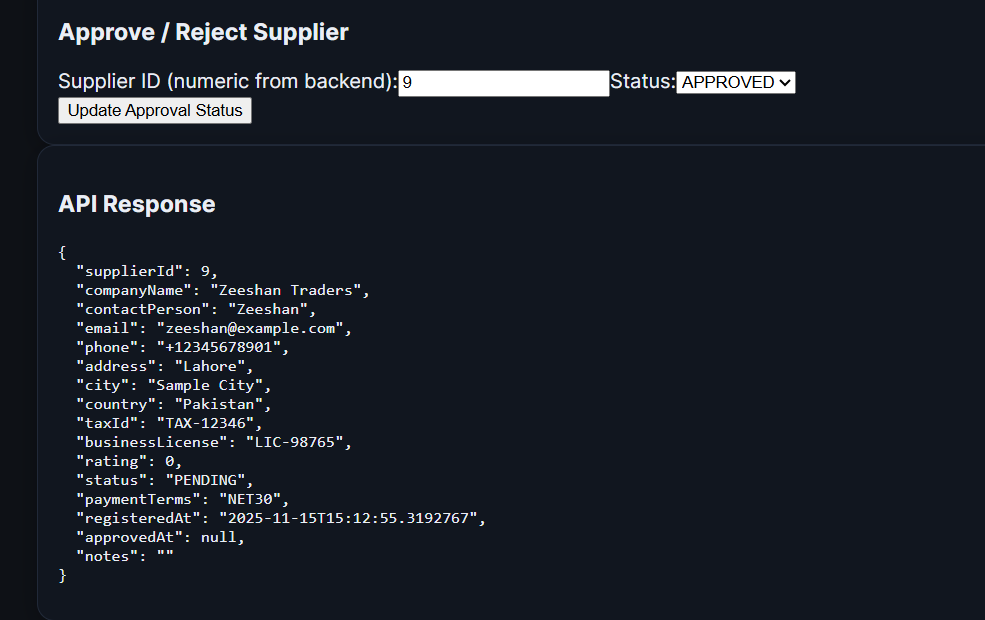 Approve / Reject Supplier
Supplier ID (numeric from backend): 9 Status: APPROVED
Update Approval Status
API Response
{
  "supplierId": 9,
  "companyName": "Zeeshan Traders",
  "contactPerson": "Zeeshan",
  "email": "zeeshan@example.com",
  "phone": "+12345678901",
  "address": "Lahore",
  "city": "Sample City",
  "country": "Pakistan",
  "taxId": "TAX-12346",
  "businessLicense": "LIC-98765",
  "rating": 0,
  "status": "PENDING",
  "paymentTerms": "NET30",
  "registeredAt": "2025-11-15T15:12:55.3192767",
  "approvedAt": null,
  "notes": ""
}